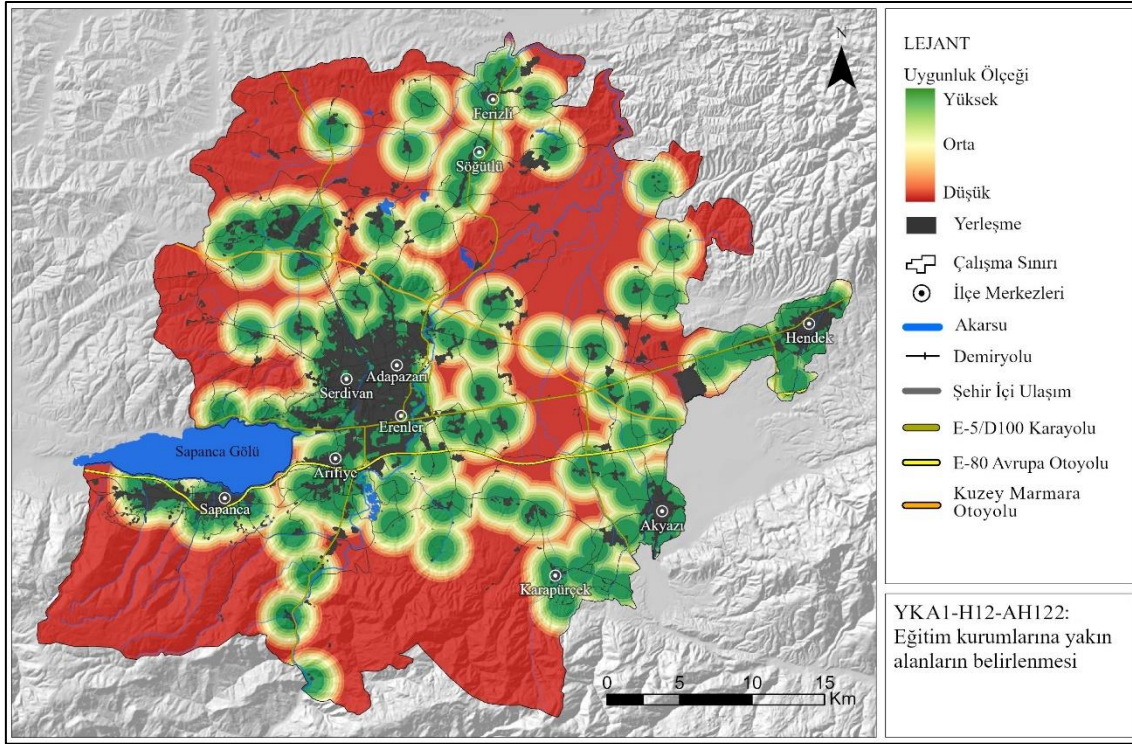 N
Ferizli
Söğütlü
Hendek
Adapazarı
Serdivan
Erenler
Sapanca Gölü
Arifiye
Sapanca
Akyazı
Karapürçek
0 5 10 15
Km
LEJANT
Uygunluk Ölçeği
Yüksek
Orta
Düşük
Yerleşme
Çalışma Sınırı
İlçe Merkezleri
Akarsu
Demiryolu
Şehir İçi Ulaşım
E-5/D100 Karayolu
E-80 Avrupa Otoyolu
Kuzey Marmara
Otoyolu
YKA1-H12-AH122:
Eğitim kurumlarına yakın
alanların belirlenmesi